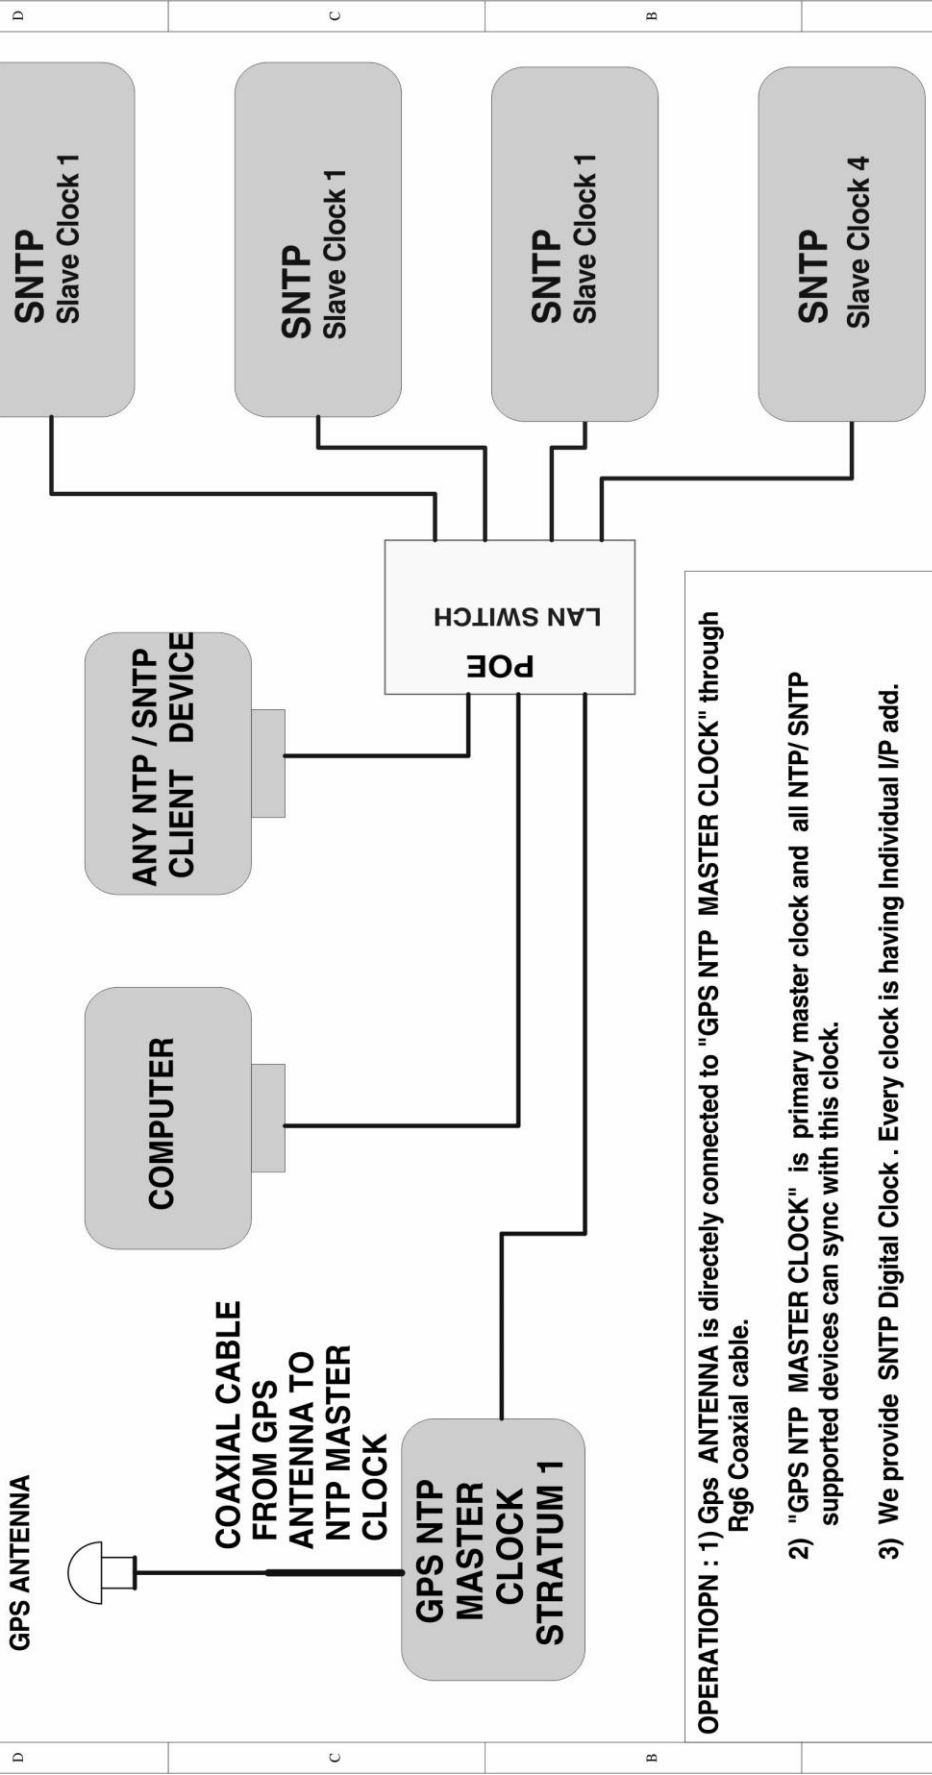 D
C
B
GPS ANTENNA
COAXIAL CABLE
FROM GPS
ANTENNA TO
NTP MASTER
CLOCK
GPS NTP
MASTER
CLOCK
STRATUM 1
COMPUTER
ANY NTP / SNTP
CLIENT DEVICE
POE
LAN SWITCH
SNTP
Slave Clock 1
SNTP
Slave Clock 1
SNTP
Slave Clock 1
SNTP
Slave Clock 4
OPERATIOPN : 1) Gps ANTENNA is directely connected to "GPS NTP MASTER CLOCK" through
Rg6 Coaxial cable.
2) "GPS NTP MASTER CLOCK" is primary master clock and all NTP/ SNTP
supported devices can sync with this clock.
3) We provide SNTP Digital Clock . Every clock is having Individual I/P add.
D
C
B